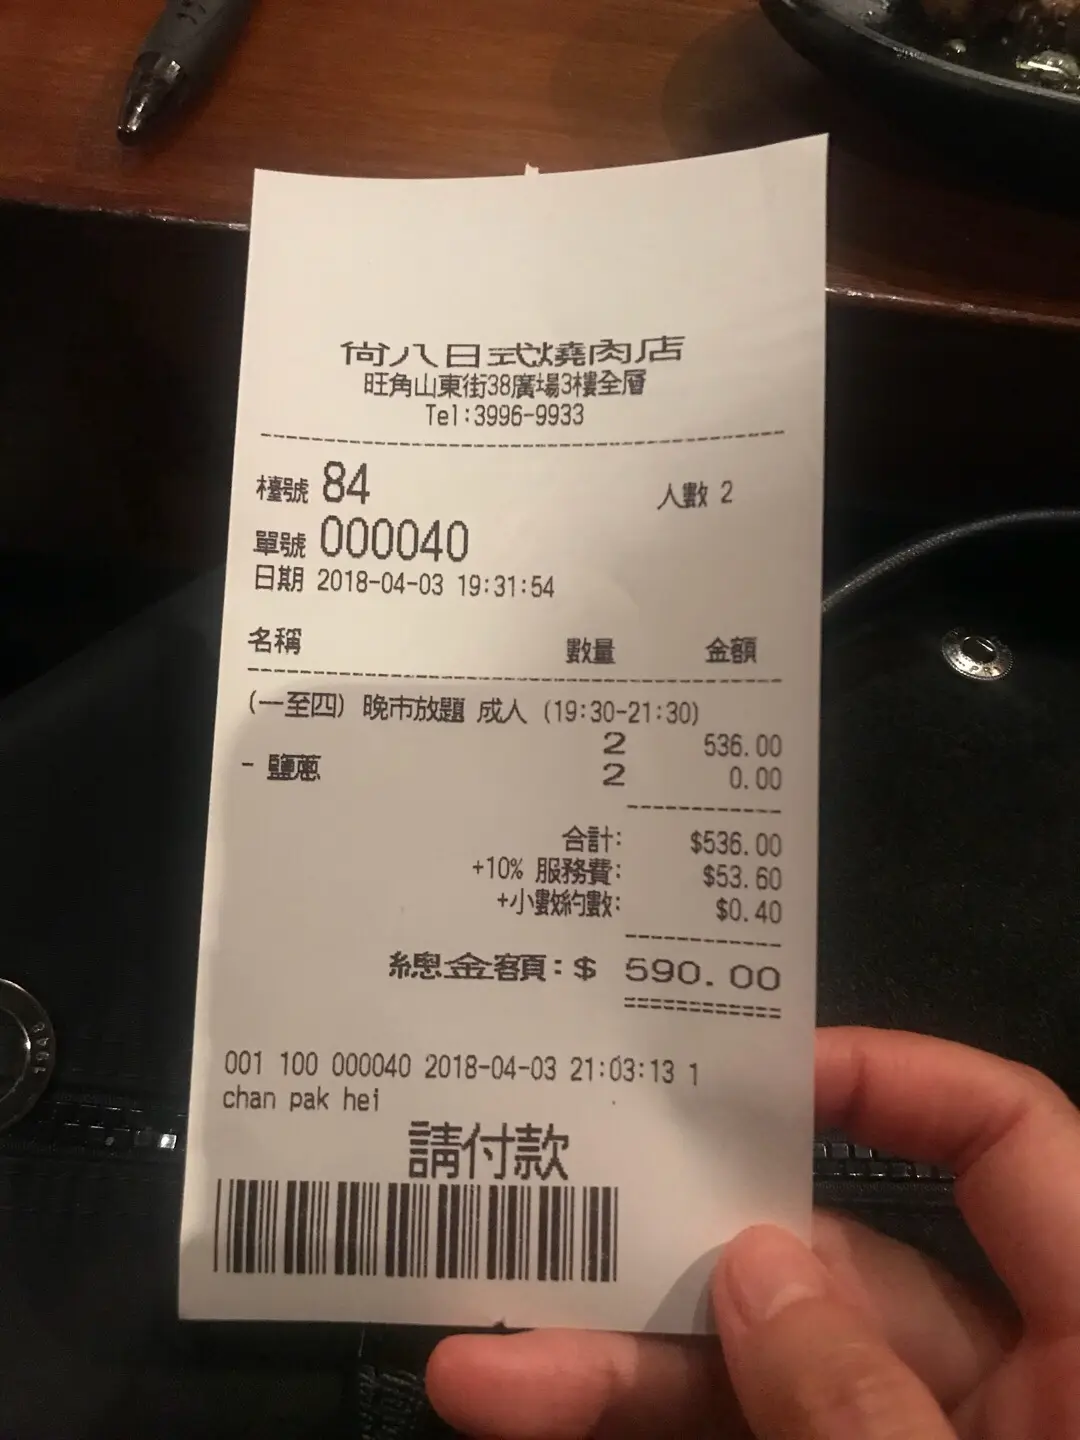 尙八日式燒肉店
旺角山東街38廣場3樓全層
Tel:3996-9933
檯號 84 人數 2
單號 000040
日期 2018-04-03 19:31:54
名稱 數量 金額
(一至四) 晚市放題 成人 (19:30-21:30)
2 536.00
- 鹽蔥 2 0.00
合計: $536.00
+10% 服務費: $53.60
+小數約數: $0.40
總金額:$ 590.00
001 100 000040 2018-04-03 21:03:13 1
chan pak hei
請付款